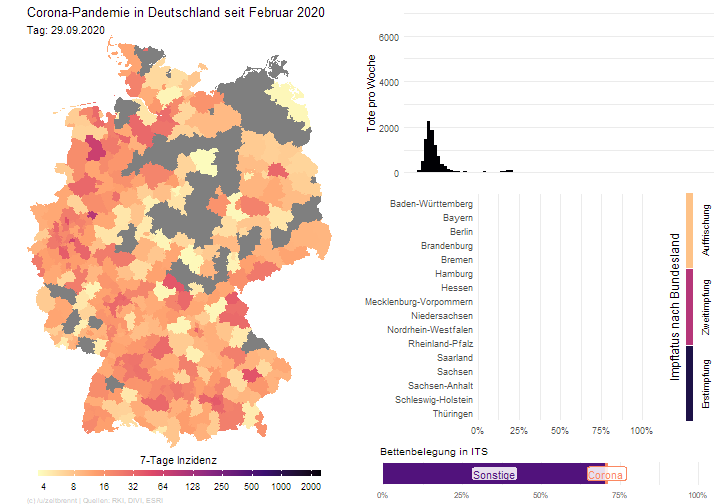 Corona-Pandemie in Deutschland seit Februar 2020
Tag: 29.09.2020
7-Tage Inzidenz
4 8 16 32 64 128 250 500 1000 2000
(c) | Quellen: RKI, DIVI, ESRI
Tote pro Woche
6000
4000
2000
0
Baden-Württemberg
Bayern
Berlin
Brandenburg
Bremen
Hamburg
Hessen
Mecklenburg-Vorpommern
Niedersachsen
Nordrhein-Westfalen
Rheinland-Pfalz
Saarland
Sachsen
Sachsen-Anhalt
Schleswig-Holstein
Thüringen
0% 25% 50% 75% 100%
Impfstatus nach Bundesland
Auffrischung
Zweitimpfung
Erstimpfung
Bettenbelegung in ITS
Sonstige
Corona
0% 25% 50% 75% 100%